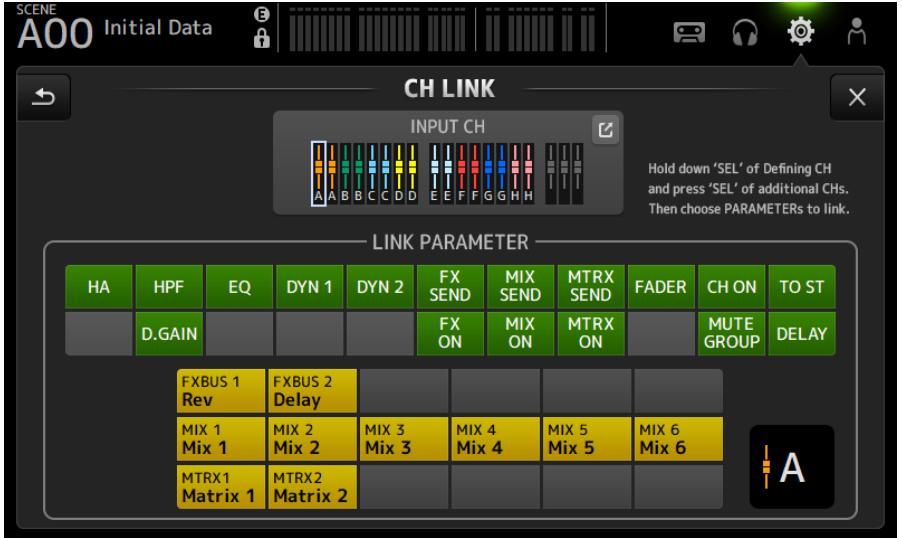 SCENE
A00 Initial Data
E
CH LINK
INPUT CH
A A B B C C D D E E F F G G H H
Hold down ‘SEL’ of Defining CH
and press ‘SEL’ of additional CHs.
Then choose PARAMETERs to link.
LINK PARAMETER
HA
HPF
EQ
DYN 1
DYN 2
FX
SEND
MIX
SEND
MTRX
SEND
FADER
CH ON
TO ST
D.GAIN
FX
ON
MIX
ON
MTRX
ON
MUTE
GROUP
DELAY
FXBUS 1
Rev
FXBUS 2
Delay
MIX 1
Mix 1
MIX 2
Mix 2
MIX 3
Mix 3
MIX 4
Mix 4
MIX 5
Mix 5
MIX 6
Mix 6
MTRX1
Matrix 1
MTRX2
Matrix 2
A